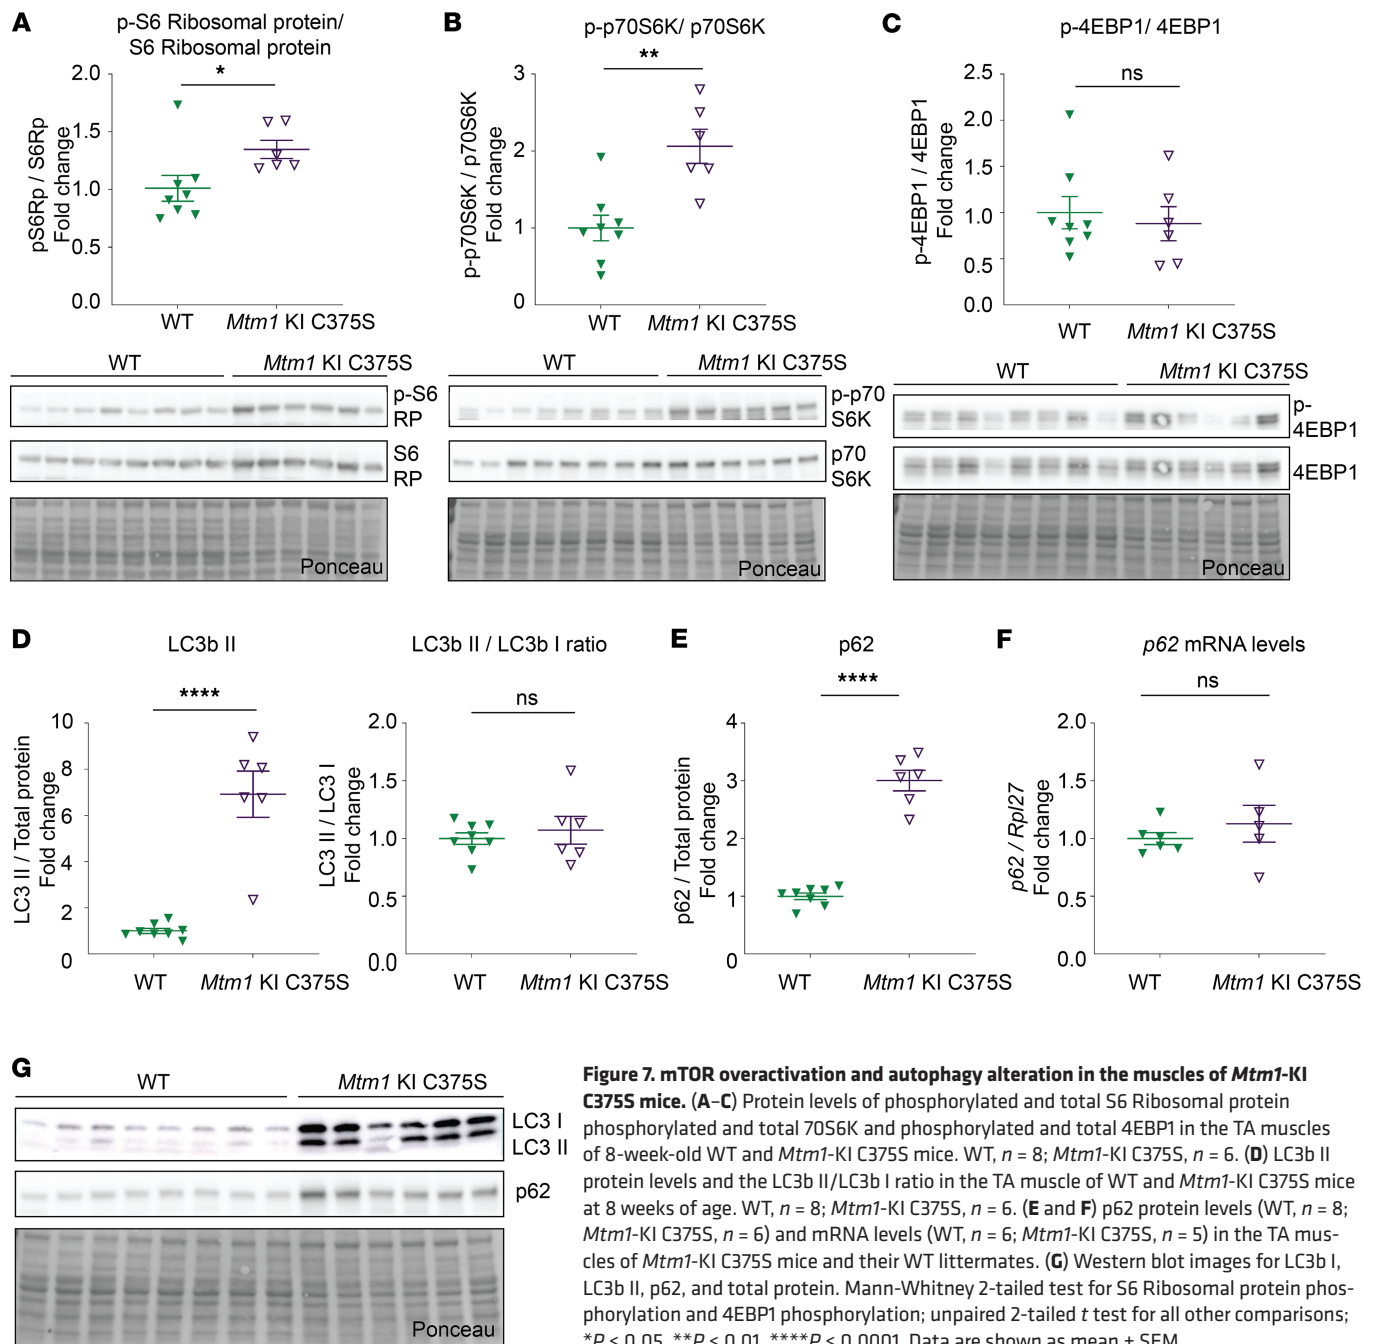 A
p-S6 Ribosomal protein/
S6 Ribosomal protein
*
pS6Rp / S6Rp
Fold change
2.0
1.5
1.0
0.5
0.0
WT
Mtm1 KI C375S
WT
Mtm1 KI C375S
p-S6
RP
S6
RP
Ponceau
B
p-p70S6K/ p70S6K
**
p-p70S6K / p70S6K
Fold change
3
2
1
0
WT
Mtm1 KI C375S
WT
Mtm1 KI C375S
p-p70
S6K
p70
S6K
Ponceau
C
p-4EBP1/ 4EBP1
ns
p-4EBP1 / 4EBP1
Fold change
2.5
2.0
1.5
1.0
0.5
0.0
WT
Mtm1 KI C375S
WT
Mtm1 KI C375S
p-
4EBP1
4EBP1
Ponceau
D
LC3b II
****
LC3 II / Total protein
Fold change
10
8
6
4
2
0
WT
Mtm1 KI C375S
LC3b II / LC3b I ratio
ns
LC3 II / LC3 I
Fold change
2.0
1.5
1.0
0.5
0.0
WT
Mtm1 KI C375S
E
p62
****
p62 / Total protein
Fold change
4
3
2
1
0
WT
Mtm1 KI C375S
F
p62 mRNA levels
ns
p62 / Rpl27
Fold change
2.0
1.5
1.0
0.5
0.0
WT
Mtm1 KI C375S
G
WT
Mtm1 KI C375S
LC3 I
LC3 II
p62
Ponceau
Figure 7. mTOR overactivation and autophagy alteration in the muscles of Mtm1-KI
C375S mice. (A–C) Protein levels of phosphorylated and total S6 Ribosomal protein
phosphorylated and total 70S6K and phosphorylated and total 4EBP1 in the TA muscles
of 8-week-old WT and Mtm1-KI C375S mice. WT, n = 8; Mtm1-KI C375S, n = 6. (D) LC3b II
protein levels and the LC3b II/LC3b I ratio in the TA muscle of WT and Mtm1-KI C375S mice
at 8 weeks of age. WT, n = 8; Mtm1-KI C375S, n = 6. (E and F) p62 protein levels (WT, n = 8;
Mtm1-KI C375S, n = 6) and mRNA levels (WT, n = 6; Mtm1-KI C375S, n = 5) in the TA mus-
cles of Mtm1-KI C375S mice and their WT littermates. (G) Western blot images for LC3b I,
LC3b II, p62, and total protein. Mann-Whitney 2-tailed test for S6 Ribosomal protein phos-
phorylation and 4EBP1 phosphorylation; unpaired 2-tailed t test for all other comparisons;
*P < 0.05, **P < 0.01, ****P < 0.0001. Data are shown as mean ± SEM.